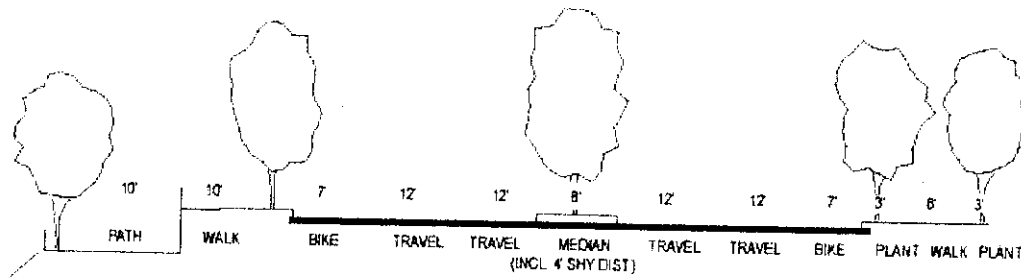 10' 10' 7' 12' 12' 8' 12' 12' 7' 3' 6' 3'
PATH WALK BIKE TRAVEL TRAVEL MEDIAN TRAVEL TRAVEL BIKE PLANT WALK PLANT
(INCL 4' SHY DIST)